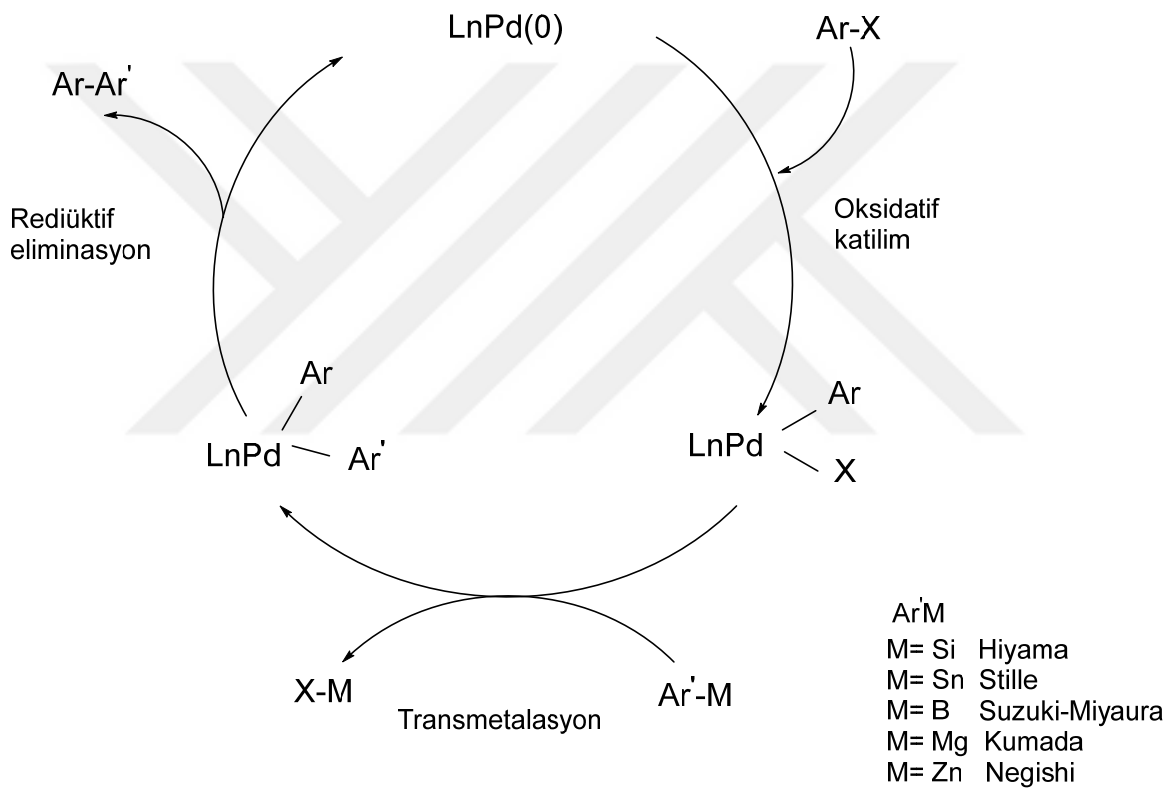 LnPd(0)
Ar-X
Ar-Ar'
Rediüktif
eliminasyon
Oksidatif
katilim
Ar
LnPd
Ar'
Ar
LnPd
X
X-M
Transmetalasyon
Ar'-M
Ar'M
M= Si Hiyama
M= Sn Stille
M= B Suzuki-Miyaura
M= Mg Kumada
M= Zn Negishi